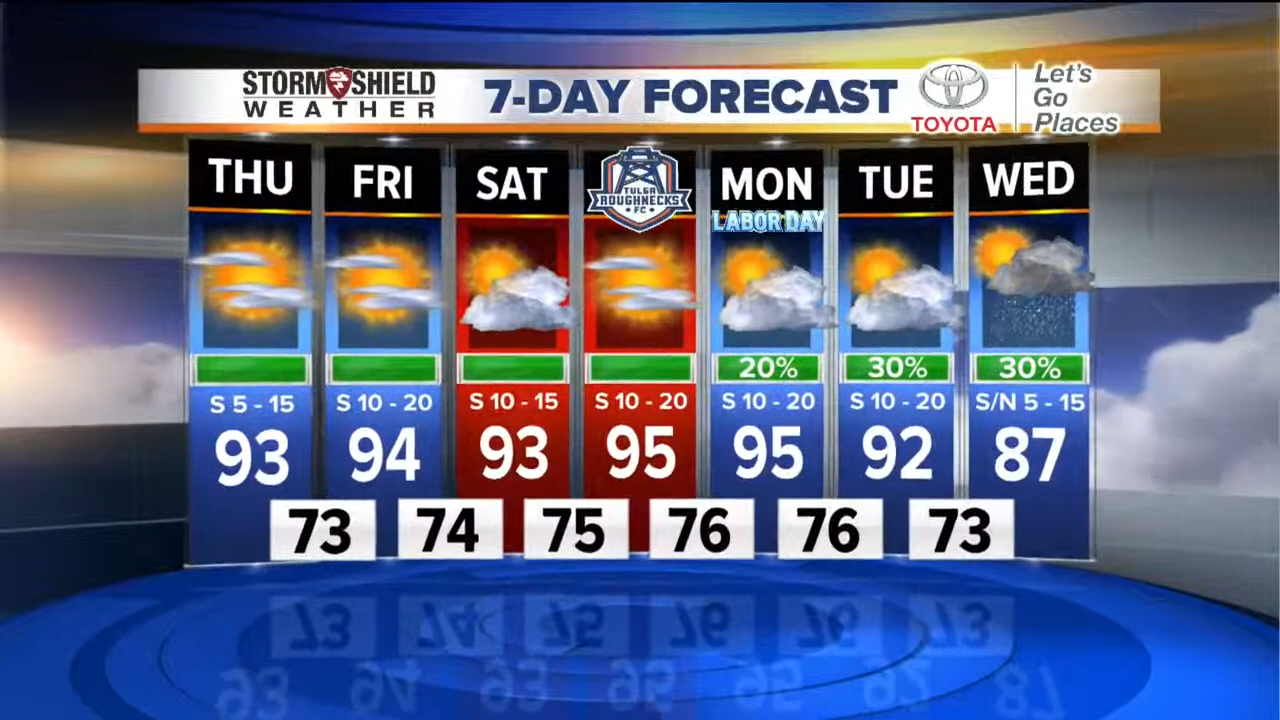 STORM SHIELD
WEATHER
7-DAY FORECAST
TOYOTA
Let's
Go
Places
THU FRI SAT MON TUE WED
TULSA
ROUGHNECKS
FC
LABOR DAY
20% 30% 30%
S 5 - 15 S 10 - 20 S 10 - 15 S 10 - 20 S 10 - 20 S 10 - 20 S/N 5 - 15
93 94 93 95 95 92 87
73 74 75 76 76 73